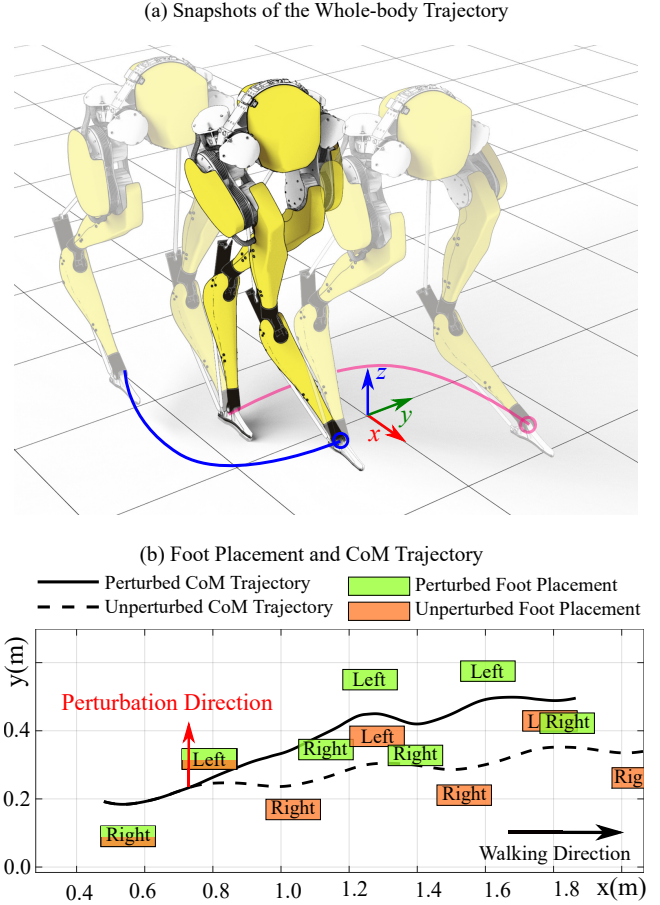 (a) Snapshots of the Whole-body Trajectory
z
y
x
(b) Foot Placement and CoM Trajectory
Perturbed CoM Trajectory
Perturbed Foot Placement
Unperturbed CoM Trajectory
Unperturbed Foot Placement
y(m)
Perturbation Direction
Left
Left
Left
Left
L
Right
Right
Right
Right
Right
Rig
Right
Walking Direction
0.4
0.2
0.0
0.4
0.6
0.8
1.0
1.2
1.4
1.6
1.8
x(m)